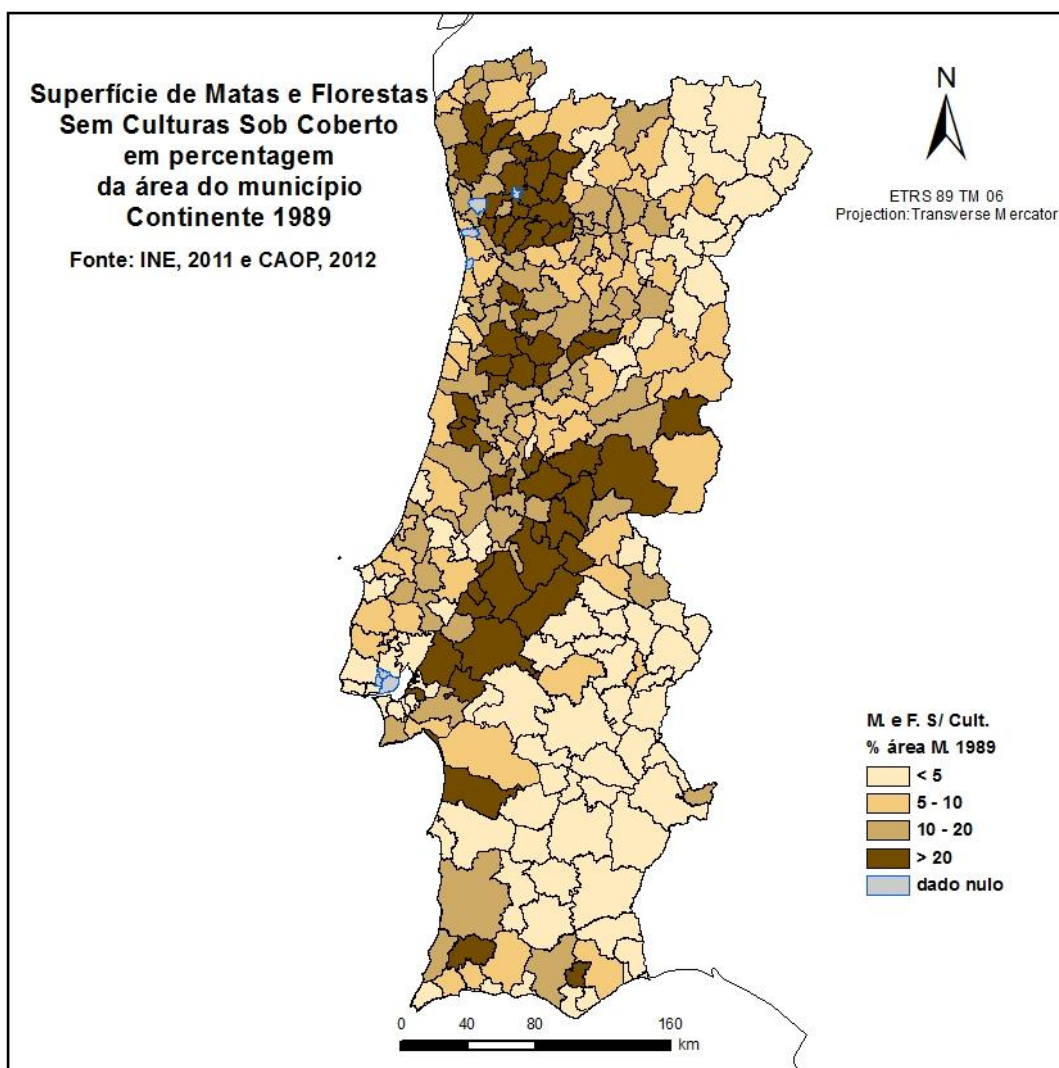 Superfície de Matas e Florestas
Sem Culturas Sob Coberto
em percentagem
da área do município
Continente 1989
Fonte: INE, 2011 e CAOP, 2012
N
ETRS 89 TM 06
Projection: Transverse Mercator
M. e F. S/ Cult.
% área M. 1989
< 5
5 - 10
10 - 20
> 20
dado nulo
0 40 80 160
km